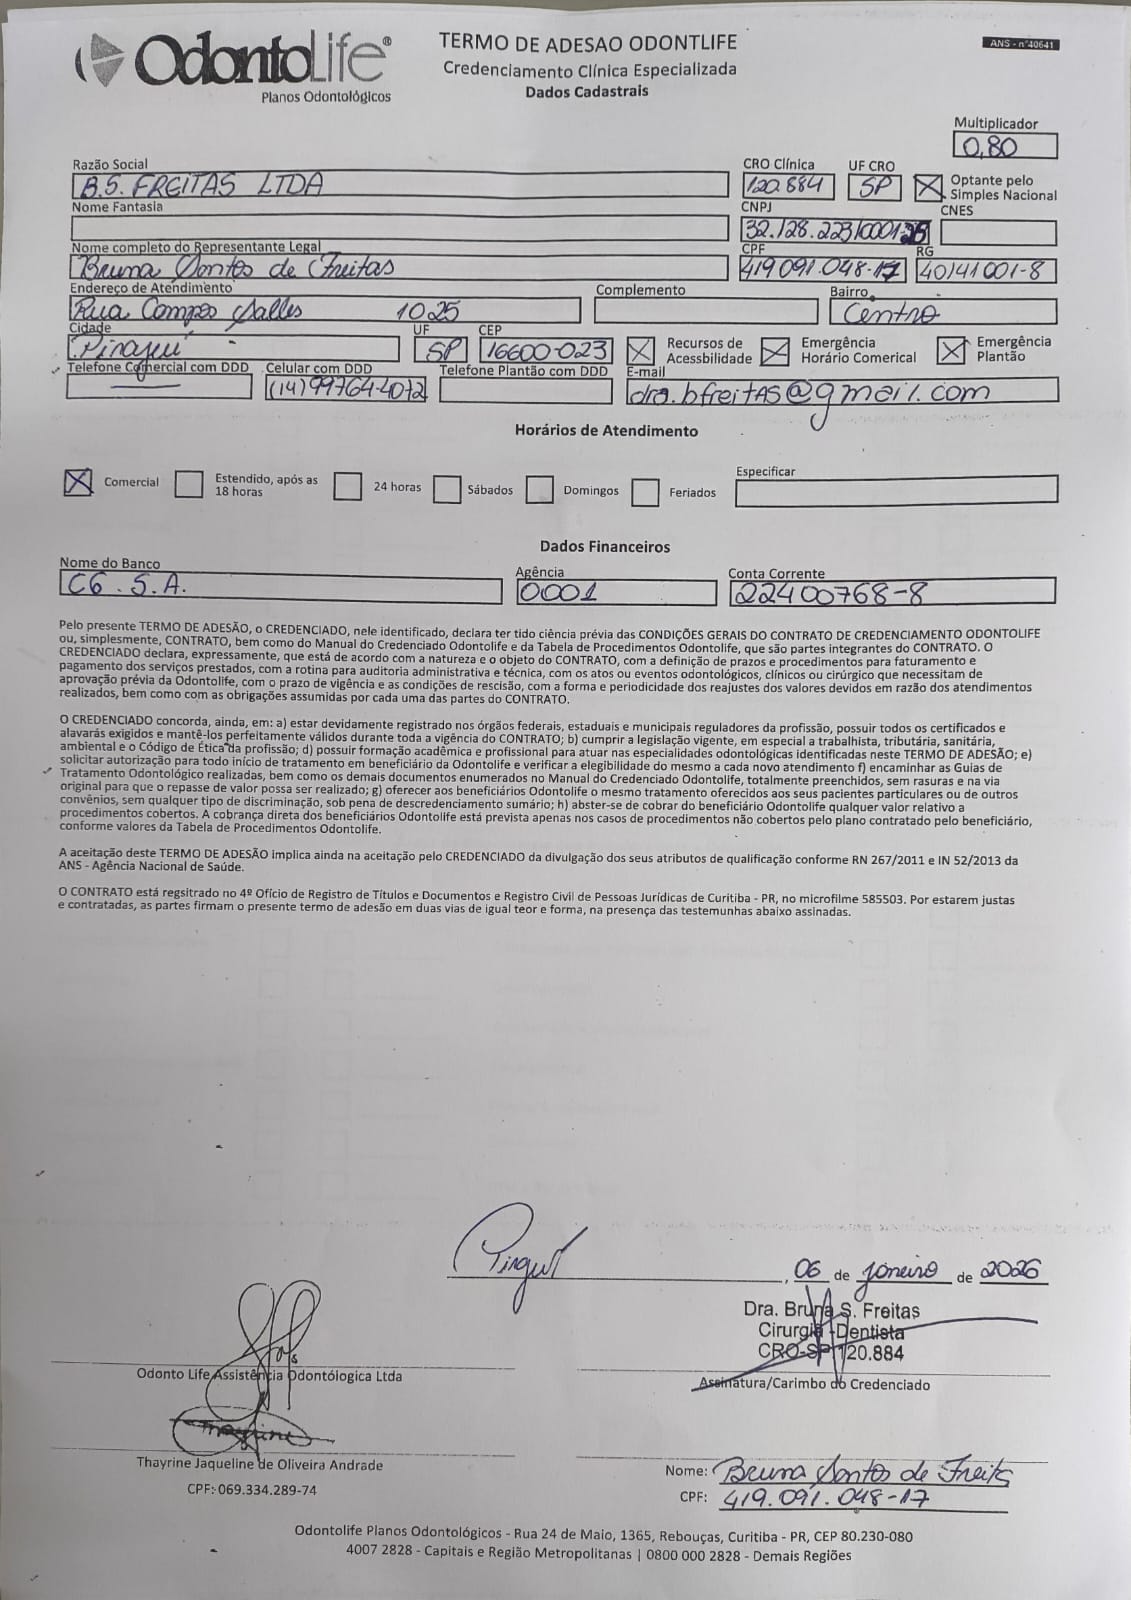 OdontoLife®
Planos Odontológicos
TERMO DE ADESAO ODONTLIFE
Credenciamento Clínica Especializada
Dados Cadastrais
ANS - n°40641
Multiplicador
0,80
Razão Social
B.S. FREITAS LTDA
CRO Clínica
120.884
UF CRO
SP
Optante pelo
Simples Nacional
Nome Fantasia
CNPJ
32.128.223/0001-25
CNES
Nome completo do Representante Legal
Bruna Santos de Freitas
CPF
419.091.048-17
RG
40141001-8
Endereço de Atendimento
Rua Campos Salles 1025
Complemento
Bairro
Centro
Cidade
Pirajuí
UF
SP
CEP
16600-023
Recursos de
Acessbilidade
Emergência
Horário Comerical
Emergência
Plantão
Telefone Comercial com DDD
Celular com DDD
(14)99764-4072
Telefone Plantão com DDD
E-mail
dra.bfreitas@gmail.com
Horários de Atendimento
Comercial
Estendido, após as
18 horas
24 horas
Sábados
Domingos
Feriados
Especificar
Dados Financeiros
Nome do Banco
C6 . S.A.
Agência
0001
Conta Corrente
22400768-8
Pelo presente TERMO DE ADESÃO, o CREDENCIADO, nele identificado, declara ter tido ciência prévia das CONDIÇÕES GERAIS DO CONTRATO DE CREDENCIAMENTO ODONTOLIFE
ou, simplesmente, CONTRATO, bem como do Manual do Credenciado Odontolife e da Tabela de Procedimentos Odontolife, que são partes integrantes do CONTRATO. O
CREDENCIADO declara, expressamente, que está de acordo com a natureza e o objeto do CONTRATO, com a definição de prazos e procedimentos para faturamento e
pagamento dos serviços prestados, com a rotina para auditoria administrativa e técnica, com os atos ou eventos odontológicos, clínicos ou cirúrgico que necessitam de
aprovação prévia da Odontolife, com o prazo de vigência e as condições de rescisão, com a forma e periodicidade dos reajustes dos valores devidos em razão dos atendimentos
realizados, bem como com as obrigações assumidas por cada uma das partes do CONTRATO.
O CREDENCIADO concorda, ainda, em: a) estar devidamente registrado nos órgãos federais, estaduais e municipais reguladores da profissão, possuir todos os certificados e
alavarás exigidos e mantê-los perfeitamente válidos durante toda a vigência do CONTRATO; b) cumprir a legislação vigente, em especial a trabalhista, tributária, sanitária,
ambiental e o Código de Ética da profissão; d) possuir formação acadêmica e profissional para atuar nas especialidades odontológicas identificadas neste TERMO DE ADESÃO; e)
solicitar autorização para todo início de tratamento em beneficiário da Odontolife e verificar a elegibilidade do mesmo a cada novo atendimento f) encaminhar as Guias de
Tratamento Odontológico realizadas, bem como os demais documentos enumerados no Manual do Credenciado Odontolife, totalmente preenchidos, sem rasuras e na via
original para que o repasse de valor possa ser realizado; g) oferecer aos beneficiários Odontolife o mesmo tratamento oferecidos aos seus pacientes particulares ou de outros
convênios, sem qualquer tipo de discriminação, sob pena de descredenciamento sumário; h) abster-se de cobrar do beneficiário Odontolife qualquer valor relativo a
procedimentos cobertos. A cobrança direta dos beneficiários Odontolife está prevista apenas nos casos de procedimentos não cobertos pelo plano contratado pelo beneficiário,
conforme valores da Tabela de Procedimentos Odontolife.
A aceitação deste TERMO DE ADESÃO implica ainda na aceitação pelo CREDENCIADO da divulgação dos seus atributos de qualificação conforme RN 267/2011 e IN 52/2013 da
ANS - Agência Nacional de Saúde.
O CONTRATO está regsitrado no 4º Ofício de Registro de Títulos e Documentos e Registro Civil de Pessoas Jurídicas de Curitiba - PR, no microfilme 585503. Por estarem justas
e contratadas, as partes firmam o presente termo de adesão em duas vias de igual teor e forma, na presença das testemunhas abaixo assinadas.
Pirajuí, 06 de janeiro de 2026
Dra. Bruna S. Freitas
Cirurgiã-Dentista
CRO-SP 120.884
Odonto Life Assistência Odontóiogica Ltda
Assinatura/Carimbo do Credenciado
Thayrine Jaqueline de Oliveira Andrade
CPF: 069.334.289-74
Nome: Bruna Santos de Freitas
CPF: 419.091.048-17
Odontolife Planos Odontológicos - Rua 24 de Maio, 1365, Rebouças, Curitiba - PR, CEP 80.230-080
4007 2828 - Capitais e Região Metropolitanas | 0800 000 2828 - Demais Regiões